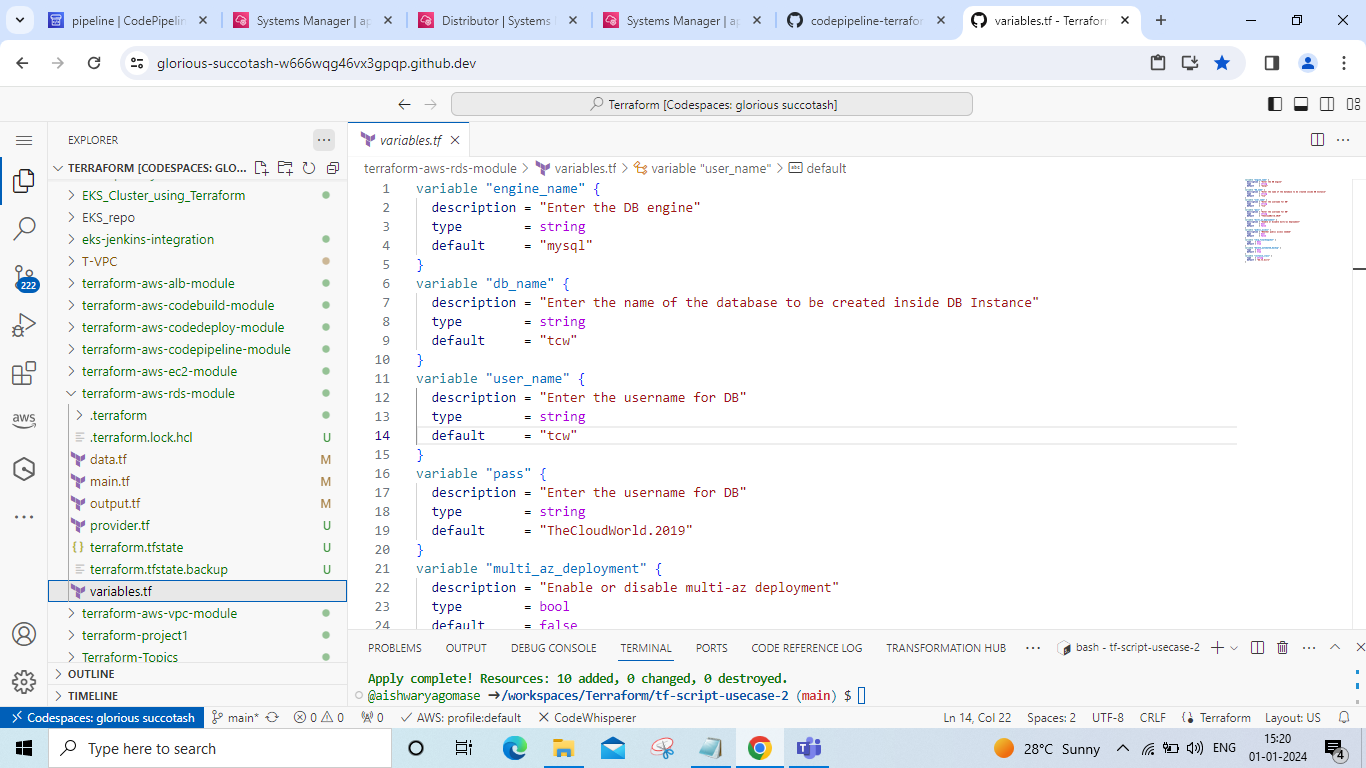 pipeline | CodePipelin
Systems Manager | ap
Distributor | Systems
Systems Manager | ap
codepipeline-terrafor
variables.tf - Terrafor
glorious-succotash-w666wqg46vx3gpqp.github.dev
Terraform [Codespaces: glorious succotash]
EXPLORER
TERRAFORM [CODESPACES: GLO...
EKS_Cluster_using_Terraform
EKS_repo
eks-jenkins-integration
T-VPC
terraform-aws-alb-module
terraform-aws-codebuild-module
terraform-aws-codedeploy-module
terraform-aws-codepipeline-module
terraform-aws-ec2-module
terraform-aws-rds-module
.terraform
.terraform.lock.hcl U
data.tf M
main.tf M
output.tf M
provider.tf U
terraform.tfstate U
terraform.tfstate.backup U
variables.tf
terraform-aws-vpc-module
terraform-project1
Terraform-Topics
OUTLINE
TIMELINE
222
aws
variables.tf
terraform-aws-rds-module > variables.tf > variable "user_name" > default
1 variable "engine_name" {
2 description = "Enter the DB engine"
3 type = string
4 default = "mysql"
5 }
6 variable "db_name" {
7 description = "Enter the name of the database to be created inside DB Instance"
8 type = string
9 default = "tcw"
10 }
11 variable "user_name" {
12 description = "Enter the username for DB"
13 type = string
14 default = "tcw"
15 }
16 variable "pass" {
17 description = "Enter the username for DB"
18 type = string
19 default = "TheCloudWorld.2019"
20 }
21 variable "multi_az_deployment" {
22 description = "Enable or disable multi-az deployment"
23 type = bool
24 default = false
PROBLEMS OUTPUT DEBUG CONSOLE TERMINAL PORTS CODE REFERENCE LOG TRANSFORMATION HUB bash - tf-script-usecase-2
Apply complete! Resources: 10 added, 0 changed, 0 destroyed.
@aishwaryagomase ➜/workspaces/Terraform/tf-script-usecase-2 (main) $
Codespaces: glorious succotash main* 0 0 0 AWS: profile:default CodeWhisperer Ln 14, Col 22 Spaces: 2 UTF-8 CRLF Terraform Layout: US
Type here to search
28°C Sunny
ENG
15:20
01-01-2024
4